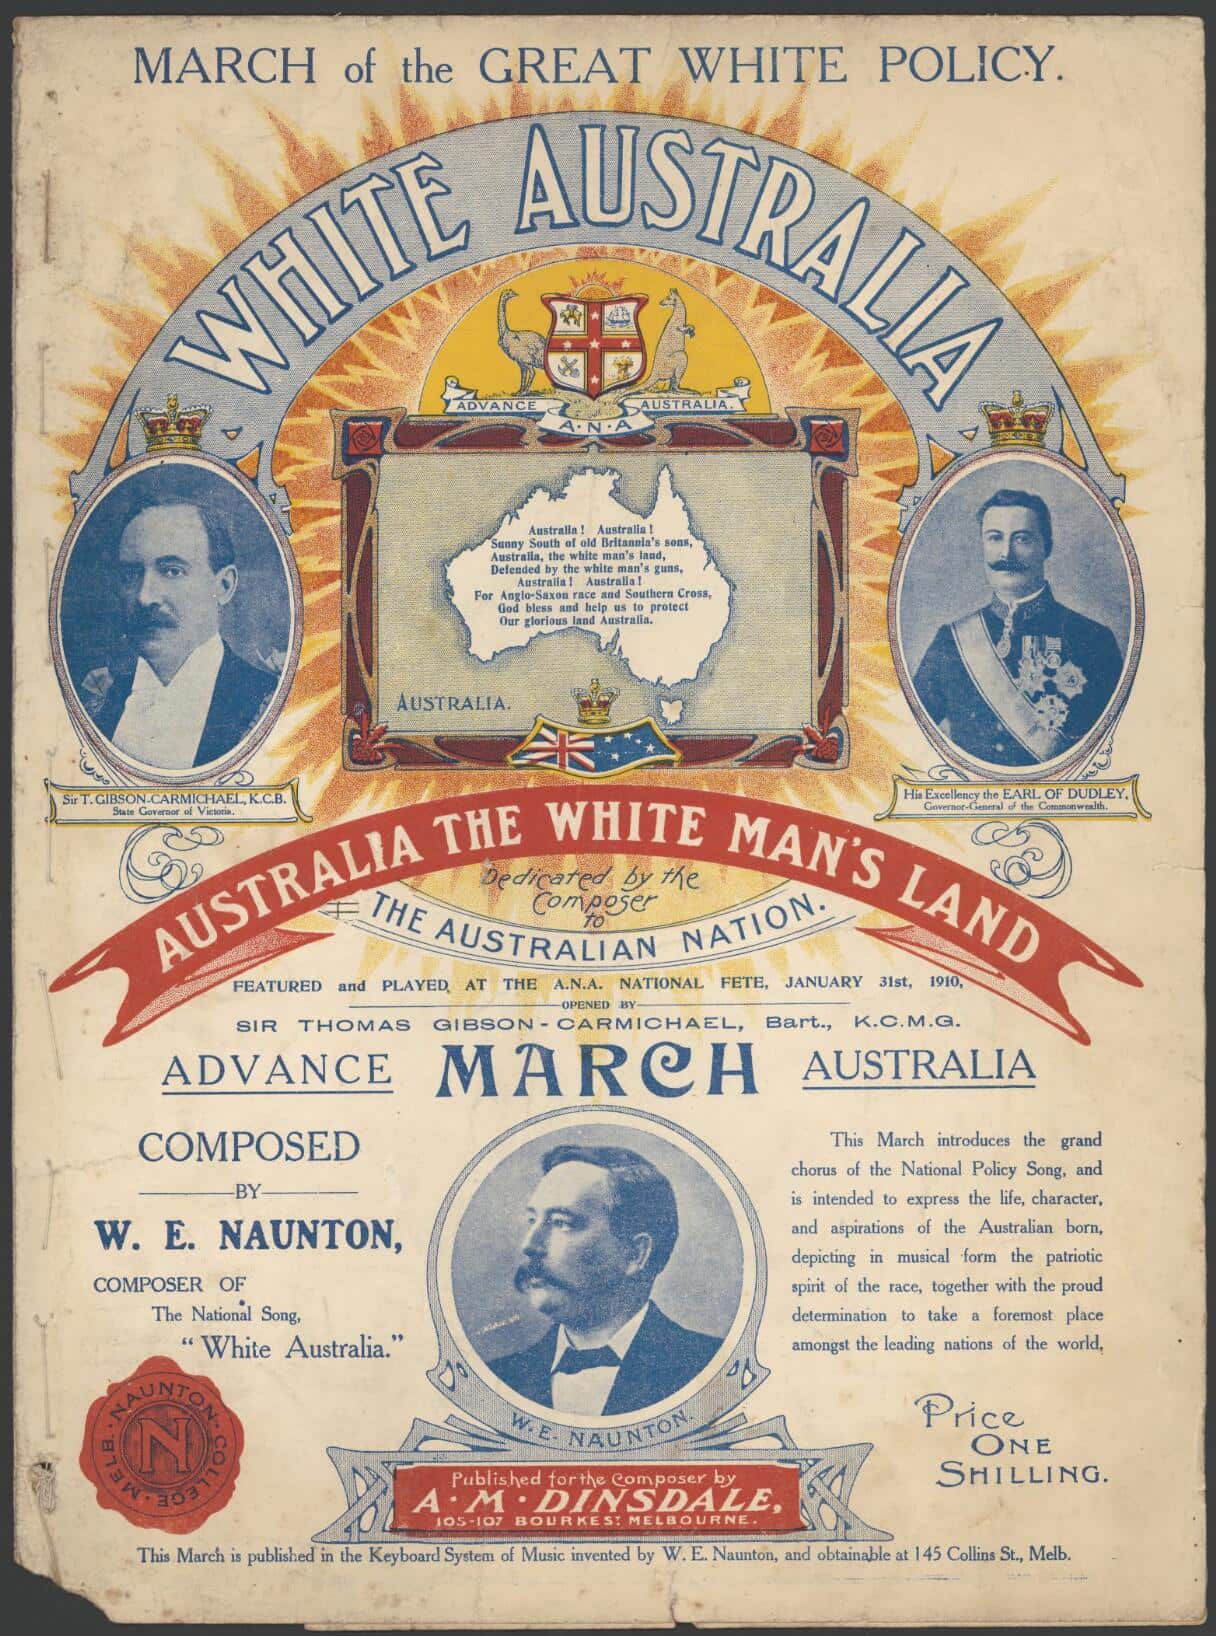 MARCH of the GREAT WHITE POLICY.
WHITE AUSTRALIA
ADVANCE AUSTRALIA.
A·N·A
Australia! Australia!
Sunny South of old Britannia's sons,
Australia, the white man's land,
Defended by the white man's guns,
Australia! Australia!
For Anglo-Saxon race and Southern Cross,
God bless and help us to protect
Our glorious land Australia.
AUSTRALIA.
Sir T. GIBSON-CARMICHAEL, K.C.B.
State Governor of Victoria.
His Excellency the EARL OF DUDLEY,
Governor-General of the Commonwealth.
AUSTRALIA THE WHITE MAN'S LAND
Dedicated by the
Composer
to
THE AUSTRALIAN NATION.
FEATURED and PLAYED AT THE A.N.A. NATIONAL FETE, JANUARY 31st, 1910,
OPENED BY
SIR THOMAS GIBSON-CARMICHAEL, Bart., K.C.M.G.
ADVANCE MARCH AUSTRALIA
COMPOSED
BY
W. E. NAUNTON,
COMPOSER OF
The National Song,
"White Australia."
NAUNTON·COLLEGE·MELB·
N
This March introduces the grand
chorus of the National Policy Song, and
is intended to express the life, character,
and aspirations of the Australian born,
depicting in musical form the patriotic
spirit of the race, together with the proud
determination to take a foremost place
amongst the leading nations of the world,
Price
ONE
SHILLING.
W. E. NAUNTON.
Published for the Composer by
A·M·DINSDALE,
105-107 BOURKE ST MELBOURNE.
This March is published in the Keyboard System of Music invented by W. E. Naunton, and obtainable at 145 Collins St., Melb.